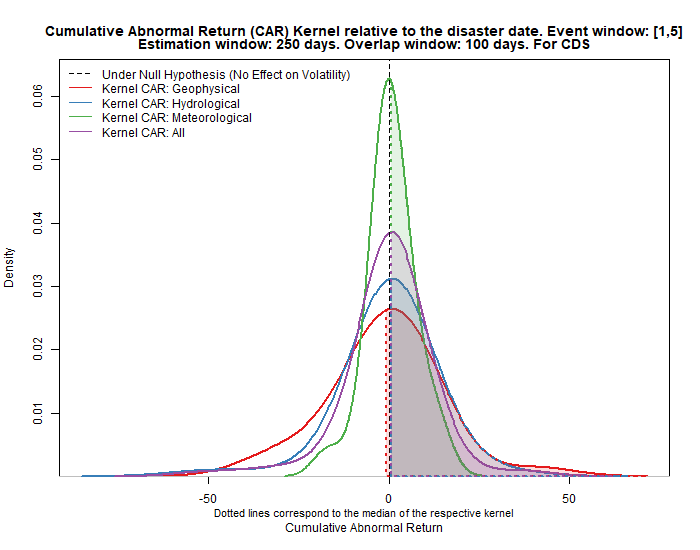 Cumulative Abnormal Return (CAR) Kernel relative to the disaster date. Event window: [1,5]
Estimation window: 250 days. Overlap window: 100 days. For CDS
Under Null Hypothesis (No Effect on Volatility)
Kernel CAR: Geophysical
Kernel CAR: Hydrological
Kernel CAR: Meteorological
Kernel CAR: All
Density
0.06
0.05
0.04
0.03
0.02
0.01
-50
0
50
Dotted lines correspond to the median of the respective kernel
Cumulative Abnormal Return